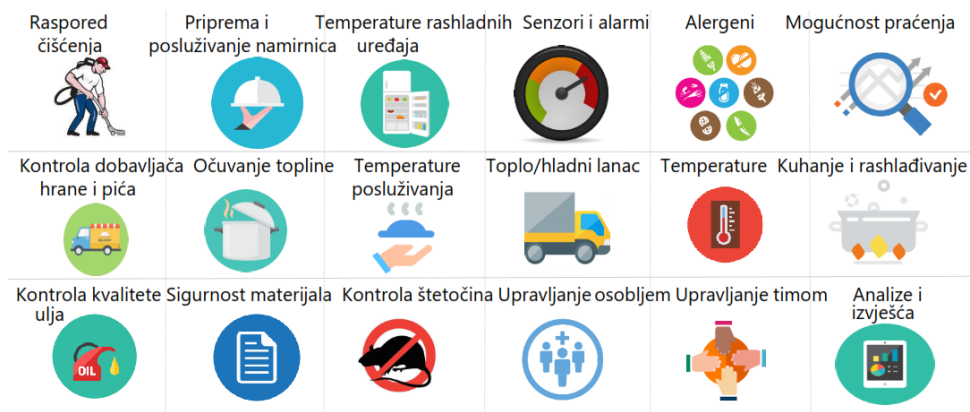 Raspored
čišćenja
Priprema i
posluživanje namirnica
Temperature rashladnih
uređaja
Senzori i alarmi
Alergeni
Mogućnost praćenja
Kontrola dobavljača
hrane i pića
Očuvanje topline
Temperature
posluživanja
Toplo/hladni lanac
Temperature
Kuhanje i rashlađivanje
Kontrola kvalitete
ulja
OIL
Sigurnost materijala
Kontrola štetočina
Upravljanje osobljem
Upravljanje timom
Analize i
izvješća